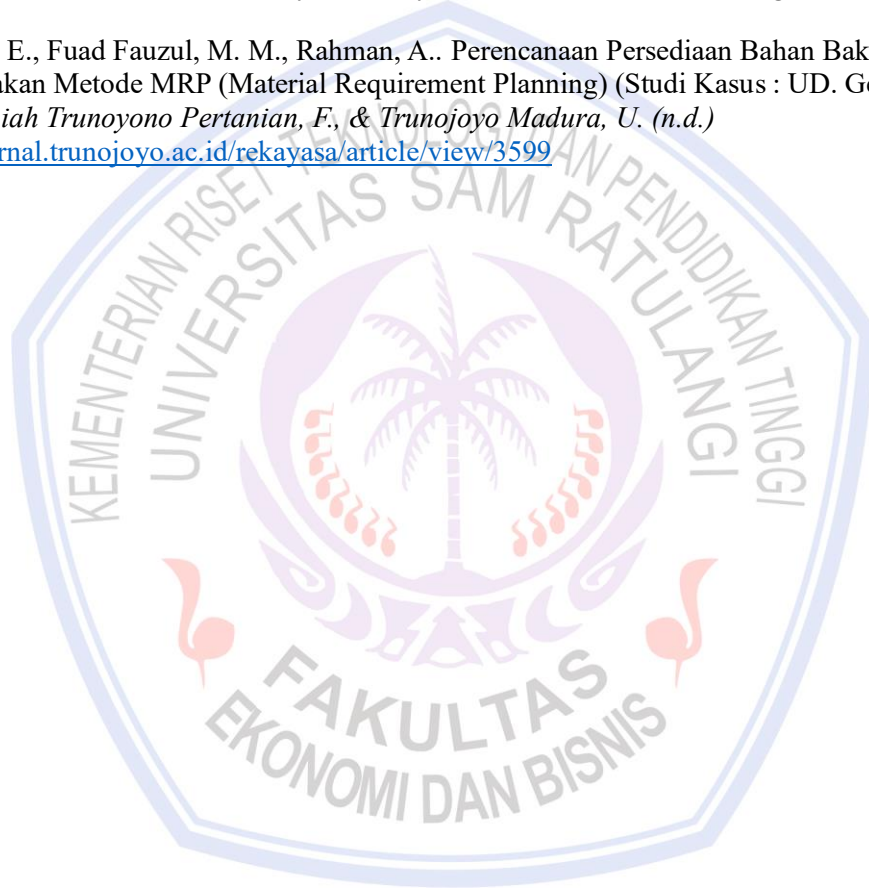 E., Fuad Fauzul, M. M., Rahman, A.. Perencanaan Persediaan Bahan Bak
akan Metode MRP (Material Requirement Planning) (Studi Kasus : UD. G
iah Trunoyono Pertanian, F., & Trunojoyo Madura, U. (n.d.)
rnal.trunojoyo.ac.id/rekayasa/article/view/3599
KEMENTERIAN RISET TEKNOLOGI DAN PENDIDIKAN TINGGI
UNIVERSITAS SAM RATULANGI
FAKULTAS
EKONOMI DAN BISNIS